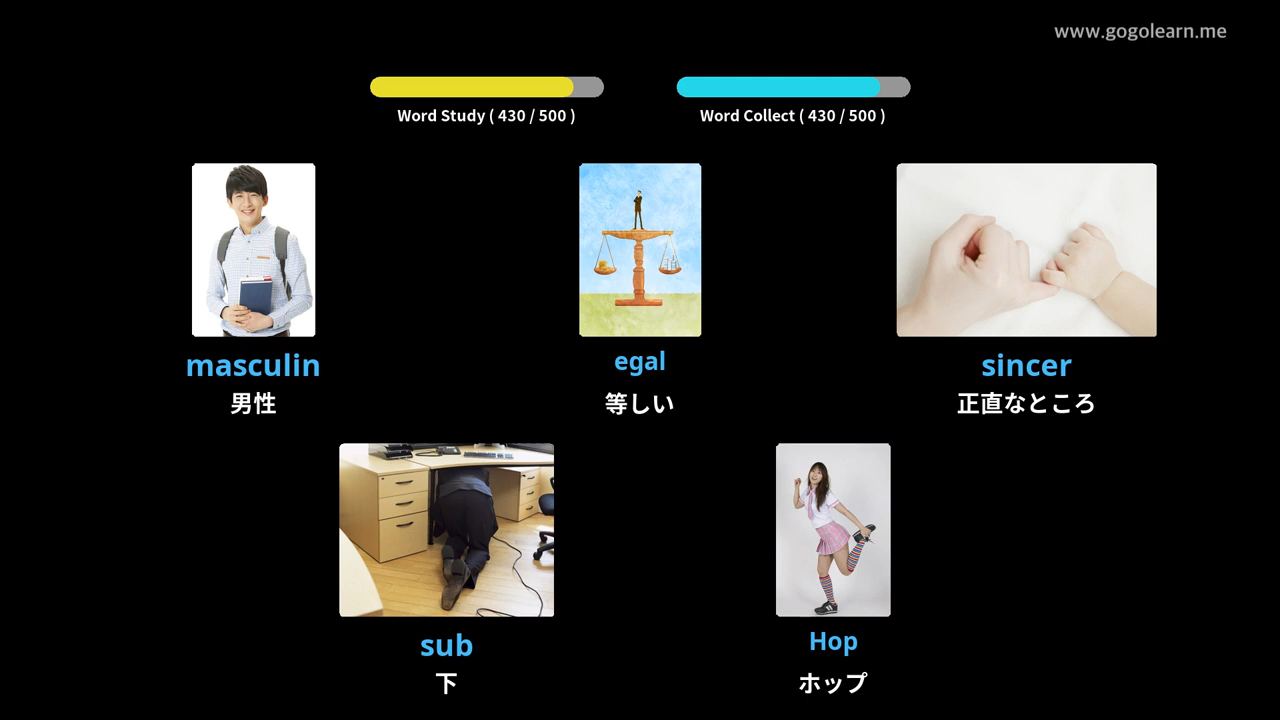 www.gogolearn.me
Word Study ( 430 / 500 )
Word Collect ( 430 / 500 )
masculin
男性
egal
等しい
sincer
正直なところ
sub
下
Hop
ホップ